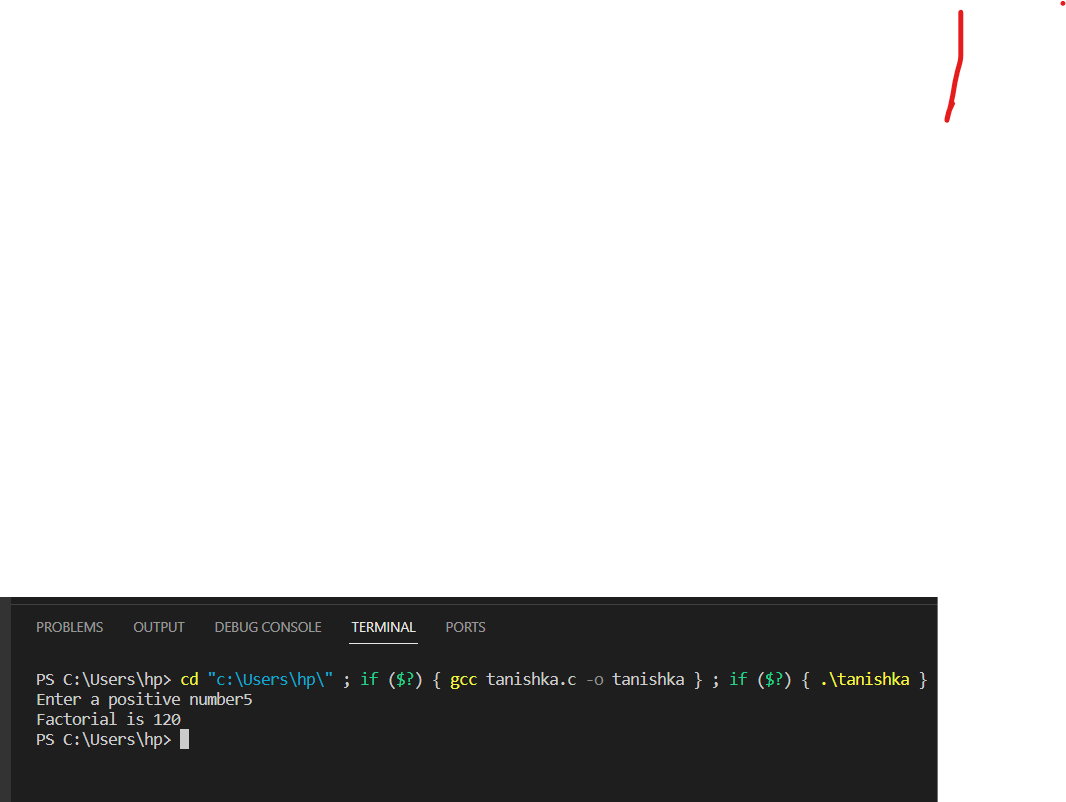 PROBLEMS OUTPUT DEBUG CONSOLE TERMINAL PORTS
PS C:\Users\hp> cd "c:\Users\hp\" ; if ($?) { gcc tanishka.c -o tanishka } ; if ($?) { .\tanishka }
Enter a positive number5
Factorial is 120
PS C:\Users\hp>